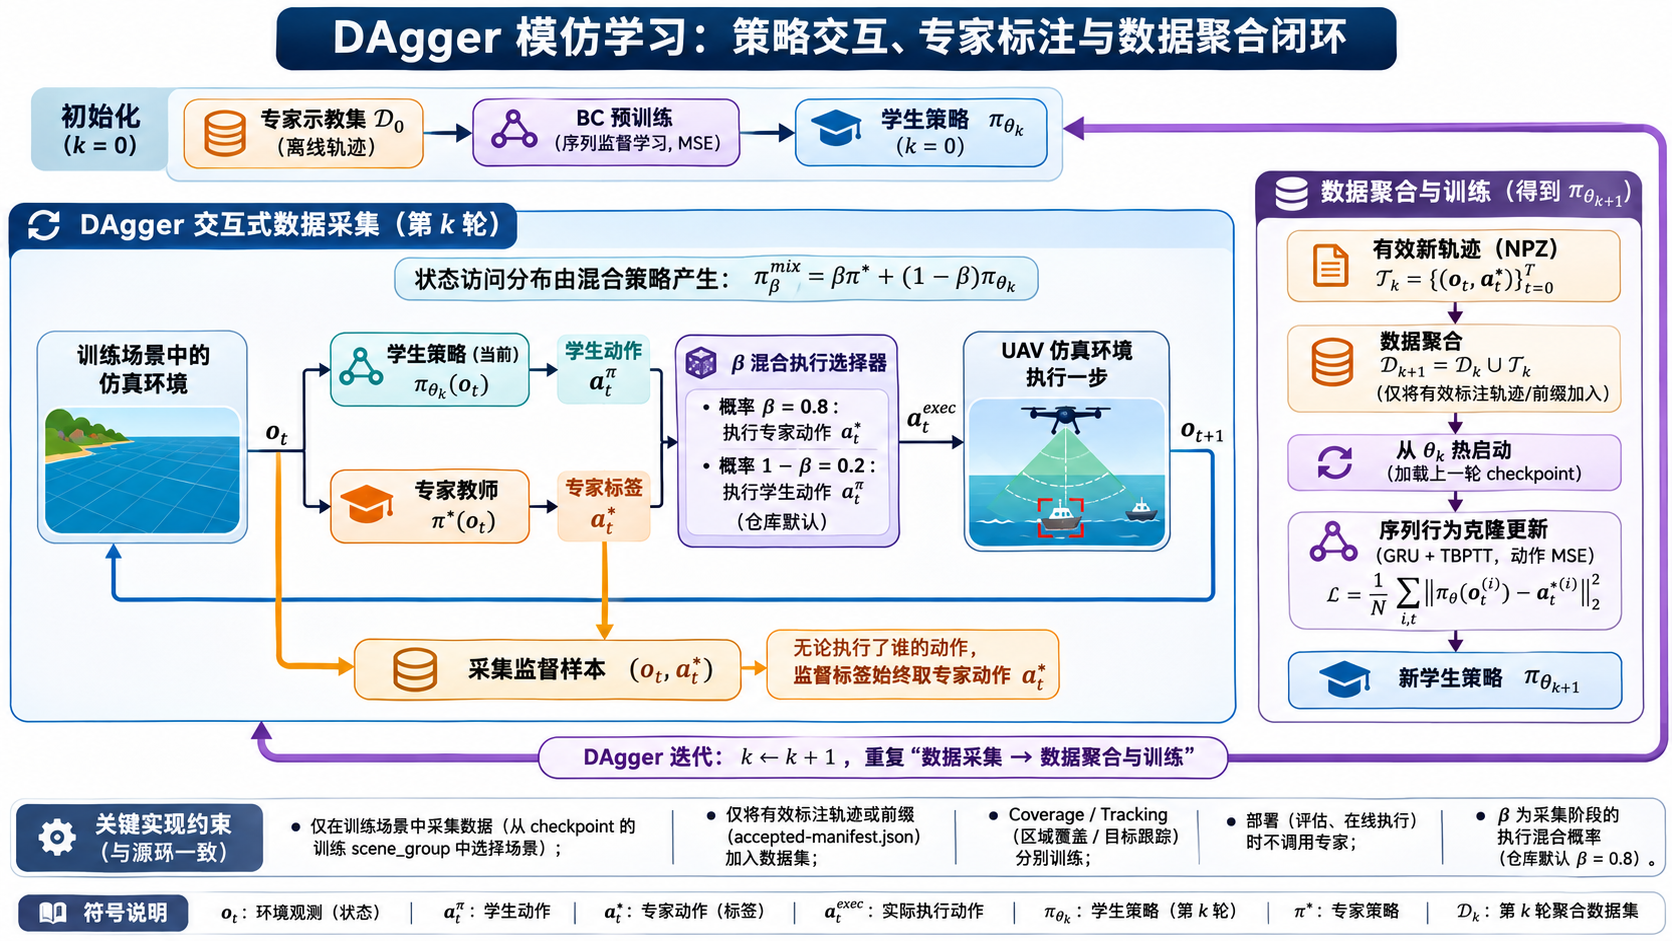 DAgger 模仿学习：策略交互、专家标注与数据聚合闭环
初始化
（k = 0）
专家示教集 𝒟₀
（离线轨迹）
BC 预训练
（序列监督学习, MSE）
学生策略 π_{θ_k}
（k = 0）
DAgger 交互式数据采集（第 k 轮）
状态访问分布由混合策略产生： π_β^{mix} = βπ* + (1 − β)π_{θ_k}
训练场景中的
仿真环境
o_t
学生策略 (当前)
π_{θ_k}(o_t)
学生动作
a_t^π
专家教师
π*(o_t)
专家标签
a_t^*
β 混合执行选择器
• 概率 β = 0.8：
执行专家动作 a_t^*
• 概率 1 − β = 0.2：
执行学生动作 a_t^π
（仓库默认）
a_t^{exec}
UAV 仿真环境
执行一步
o_{t+1}
采集监督样本 (o_t, a_t^*)
无论执行了谁的动作，
监督标签始终取专家动作 a_t^*
数据聚合与训练（得到 π_{θ_{k+1}}）
有效新轨迹（NPZ）
𝒯_k = {(o_t, a_t^*)}_{t=0}^T
数据聚合
𝒟_{k+1} = 𝒟_k ∪ 𝒯_k
（仅将有效标注轨迹/前缀加入）
从 θ_k 热启动
（加载上一轮 checkpoint）
序列行为克隆更新
（GRU + TBPTT，动作 MSE）
ℒ = 1/N ∑_{i,t} ‖π_θ(o_t^{(i)}) − a_t^{*(i)}‖_2^2
新学生策略 π_{θ_{k+1}}
DAgger 迭代： k ← k + 1 ，重复 “数据采集 → 数据聚合与训练”
关键实现约束
（与源环一致）
• 仅在训练场景中采集数据（从 checkpoint 的
训练 scene_group 中选择场景）；
• 仅将有效标注轨迹或前缀
(accepted-manifest.json)
加入数据集；
• Coverage / Tracking
（区域覆盖 / 目标跟踪）
分别训练；
• 部署（评估、在线执行）
时不调用专家；
• β 为采集阶段的
执行混合概率
（仓库默认 β = 0.8）。
符号说明
o_t：环境观测（状态）
a_t^π：学生动作
a_t^*：专家动作（标签）
a_t^{exec}：实际执行动作
π_{θ_k}：学生策略（第 k 轮）
π*：专家策略
𝒟_k：第 k 轮聚合数据集